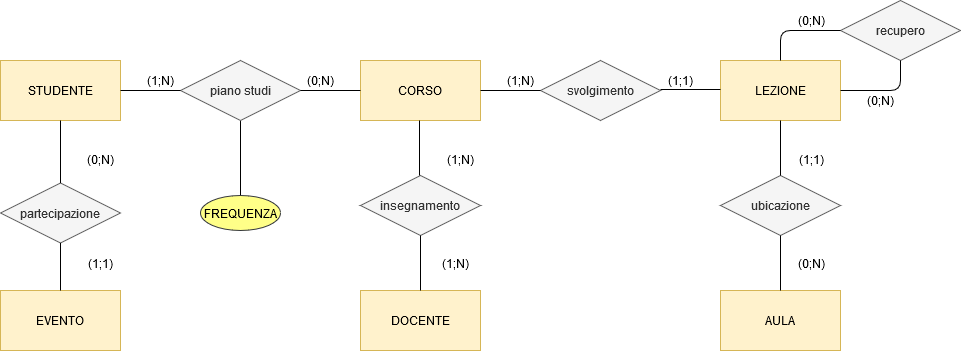 (0;N)
recupero
STUDENTE
(1;N)
piano studi
(0;N)
CORSO
(1;N)
svolgimento
(1;1)
LEZIONE
(0;N)
(0;N)
(1;N)
(1;1)
partecipazione
FREQUENZA
insegnamento
ubicazione
(1;1)
(1;N)
(0;N)
EVENTO
DOCENTE
AULA